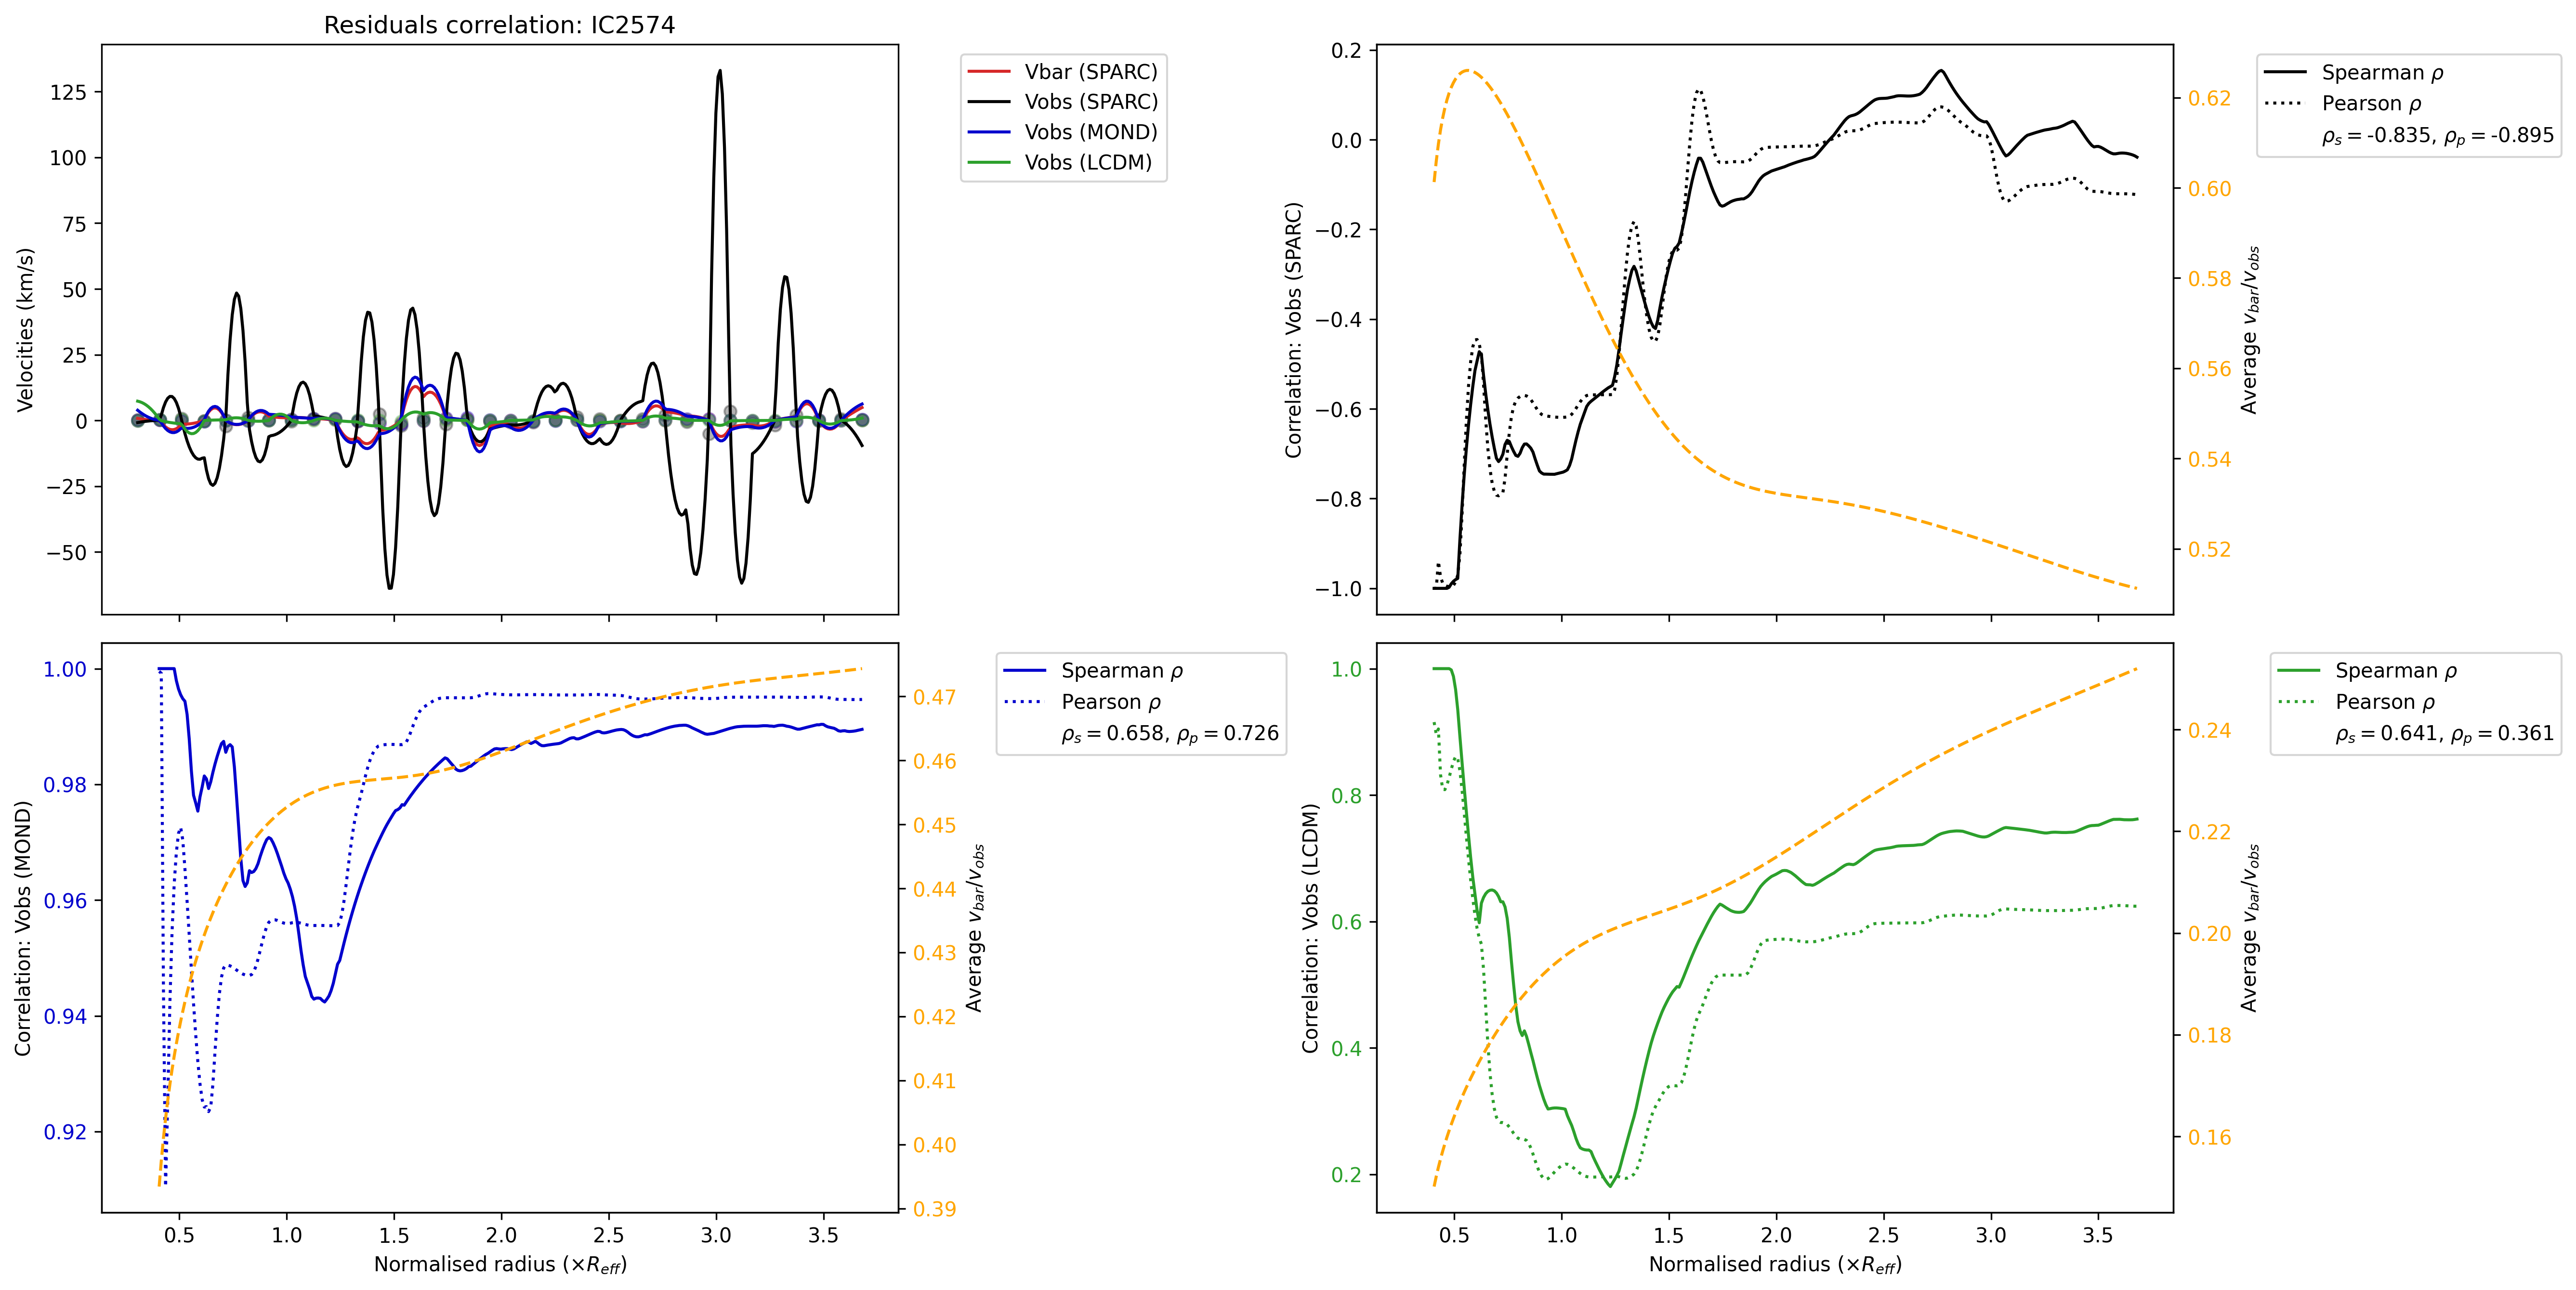 Residuals correlation: IC2574
Velocities (km/s)
125
100
75
50
25
0
−25
−50
Vbar (SPARC)
Vobs (SPARC)
Vobs (MOND)
Vobs (LCDM)
Correlation: Vobs (SPARC)
0.2
0.0
−0.2
−0.4
−0.6
−0.8
−1.0
0.62
0.60
0.58
0.56
0.54
0.52
Average v_bar/v_obs
Spearman ρ
Pearson ρ
ρ_s = -0.835, ρ_p = -0.895
Correlation: Vobs (MOND)
1.00
0.98
0.96
0.94
0.92
0.47
0.46
0.45
0.44
0.43
0.42
0.41
0.40
0.39
Average v_bar/v_obs
0.5 1.0 1.5 2.0 2.5 3.0 3.5
Normalised radius (×R_eff)
Spearman ρ
Pearson ρ
ρ_s = 0.658, ρ_p = 0.726
Correlation: Vobs (LCDM)
1.0
0.8
0.6
0.4
0.2
0.24
0.22
0.20
0.18
0.16
Average v_bar/v_obs
0.5 1.0 1.5 2.0 2.5 3.0 3.5
Normalised radius (×R_eff)
Spearman ρ
Pearson ρ
ρ_s = 0.641, ρ_p = 0.361